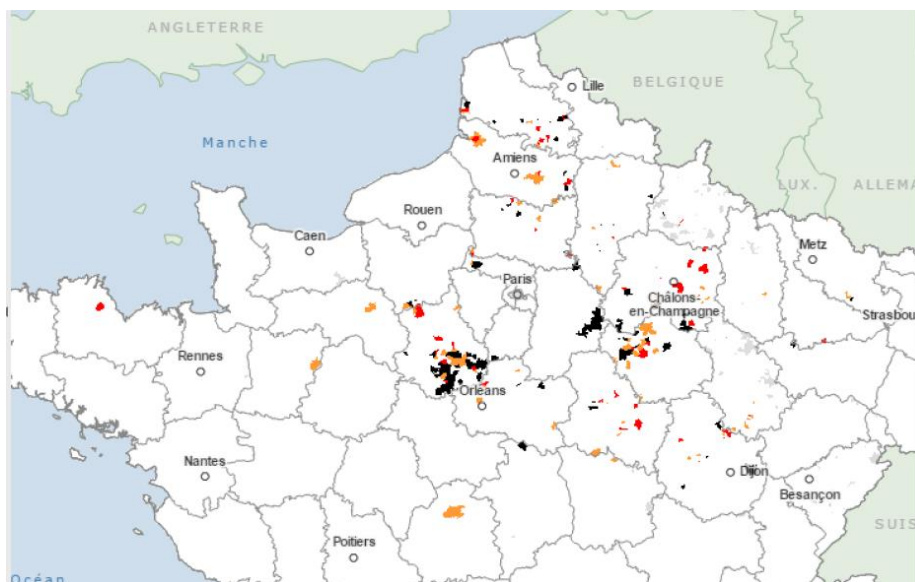 ANGLETERRE
BELGIQUE
Lille
Manche
Amiens
LUX.
ALLEMA
Rouen
Caen
Metz
Paris
Châlons-
en-Champagne
Strasbou
Rennes
Orléans
Nantes
Dijon
Besançon
SUIS
Poitiers
Océan